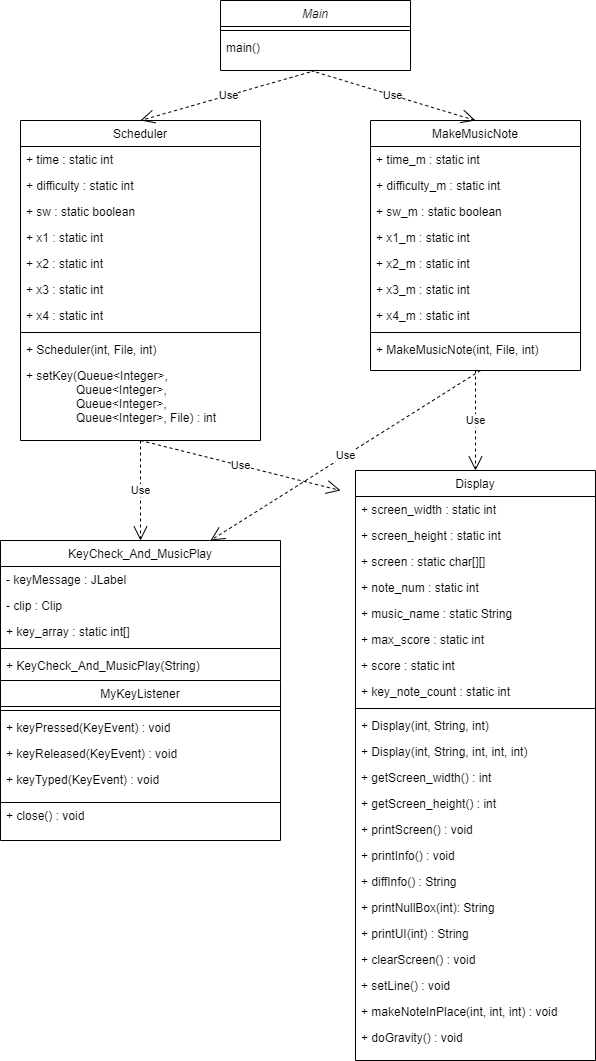 Main
main()
Use
Use
Scheduler
+ time : static int
+ difficulty : static int
+ sw : static boolean
+ x1 : static int
+ x2 : static int
+ x3 : static int
+ x4 : static int
+ Scheduler(int, File, int)
+ setKey(Queue<Integer>,
Queue<Integer>,
Queue<Integer>,
Queue<Integer>, File) : int
MakeMusicNote
+ time_m : static int
+ difficulty_m : static int
+ sw_m : static boolean
+ x1_m : static int
+ x2_m : static int
+ x3_m : static int
+ x4_m : static int
+ MakeMusicNote(int, File, int)
Use
Use
Use
Use
KeyCheck_And_MusicPlay
- keyMessage : JLabel
- clip : Clip
+ key_array : static int[]
+ KeyCheck_And_MusicPlay(String)
MyKeyListener
+ keyPressed(KeyEvent) : void
+ keyReleased(KeyEvent) : void
+ keyTyped(KeyEvent) : void
+ close() : void
Display
+ screen_width : static int
+ screen_height : static int
+ screen : static char[][]
+ note_num : static int
+ music_name : static String
+ max_score : static int
+ score : static int
+ key_note_count : static int
+ Display(int, String, int)
+ Display(int, String, int, int, int)
+ getScreen_width() : int
+ getScreen_height() : int
+ printScreen() : void
+ printInfo() : void
+ diffInfo() : String
+ printNullBox(int): String
+ printUI(int) : String
+ clearScreen() : void
+ setLine() : void
+ makeNoteInPlace(int, int, int) : void
+ doGravity() : void